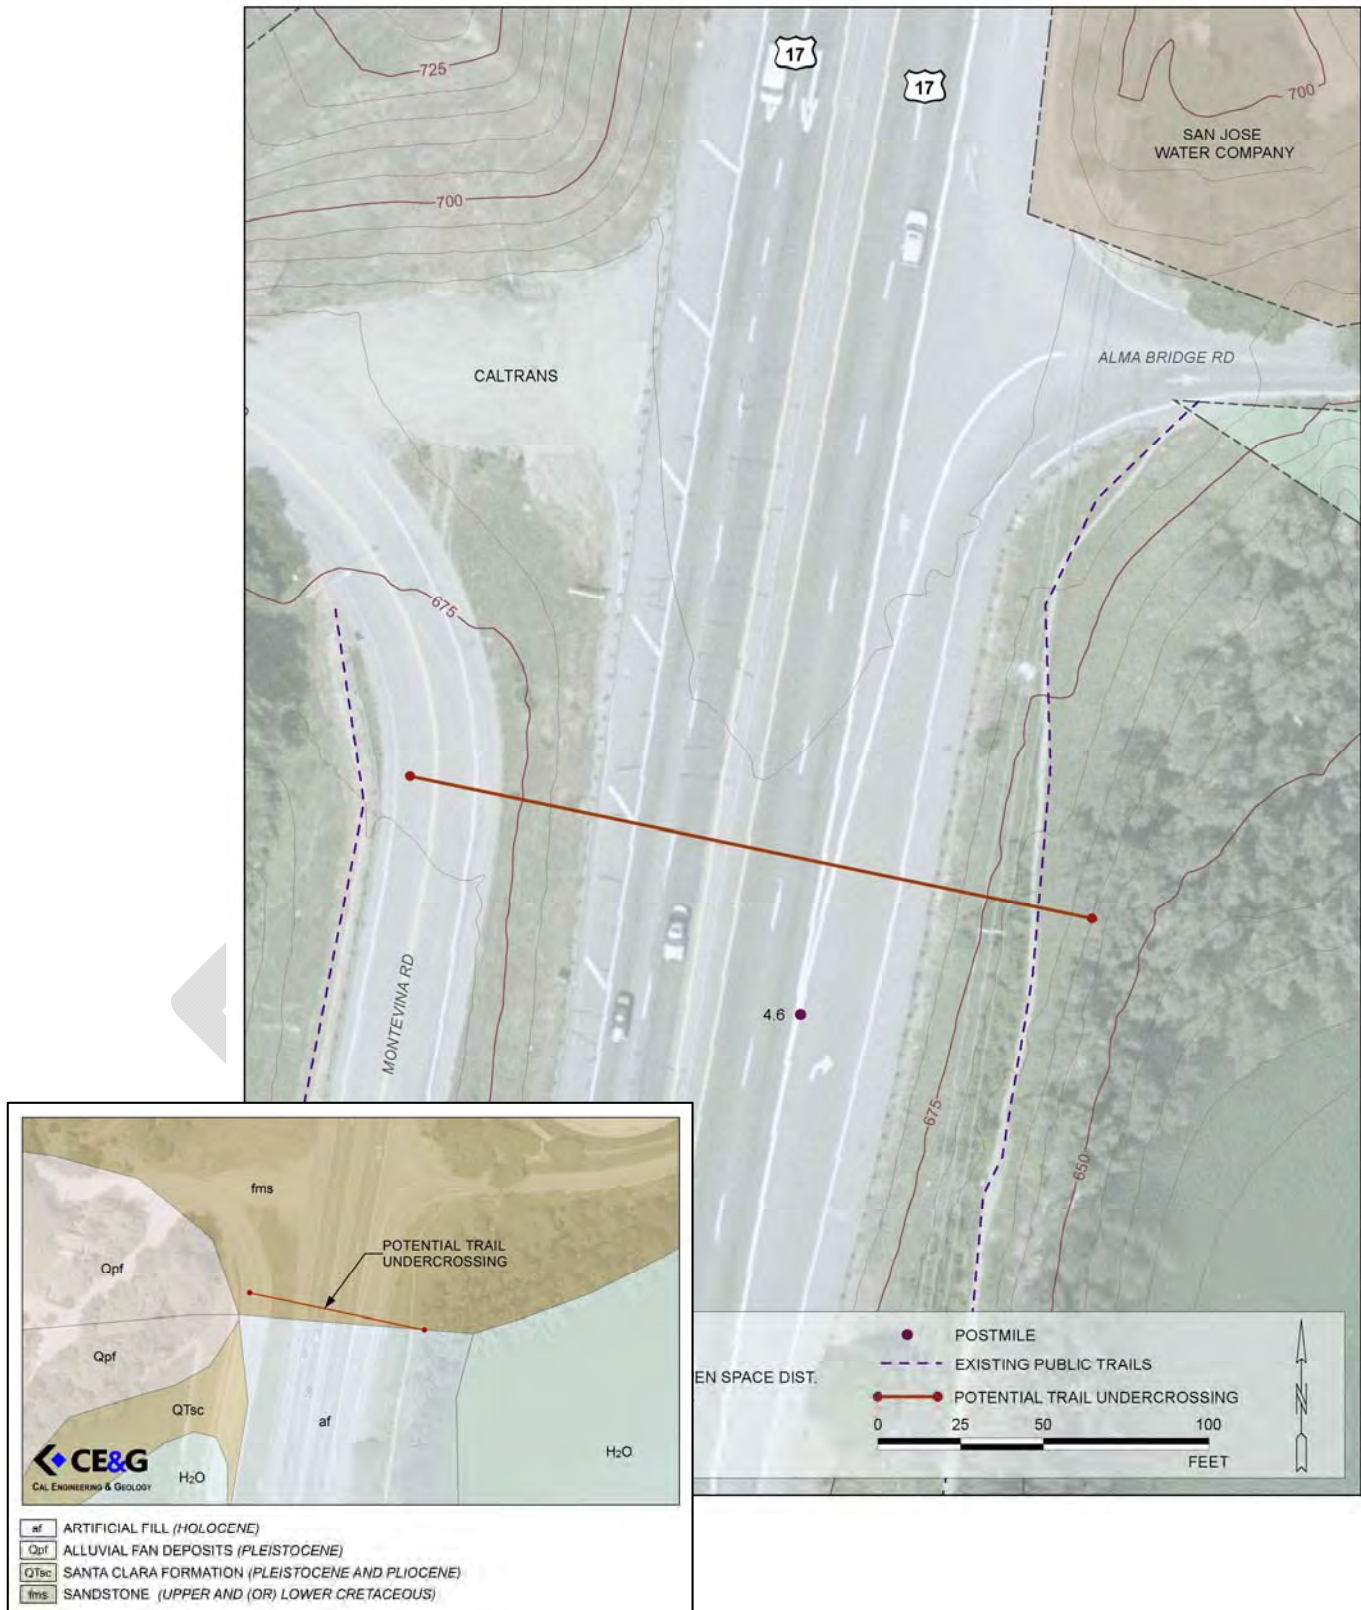 17
17
725
700
SAN JOSE
WATER COMPANY
700
ALMA BRIDGE RD
CALTRANS
675
MONTEVINA RD
4.6
675
650
fms
POTENTIAL TRAIL
UNDERCROSSING
Qpf
Qpf
QTsc
af
H₂O
H₂O
CE&G
CAL ENGINEERING & GEOLOGY
EN SPACE DIST.
POSTMILE
EXISTING PUBLIC TRAILS
POTENTIAL TRAIL UNDERCROSSING
0 25 50 100
FEET
N
af ARTIFICIAL FILL (HOLOCENE)
Qpf ALLUVIAL FAN DEPOSITS (PLEISTOCENE)
QTsc SANTA CLARA FORMATION (PLEISTOCENE AND PLIOCENE)
fms SANDSTONE (UPPER AND (OR) LOWER CRETACEOUS)